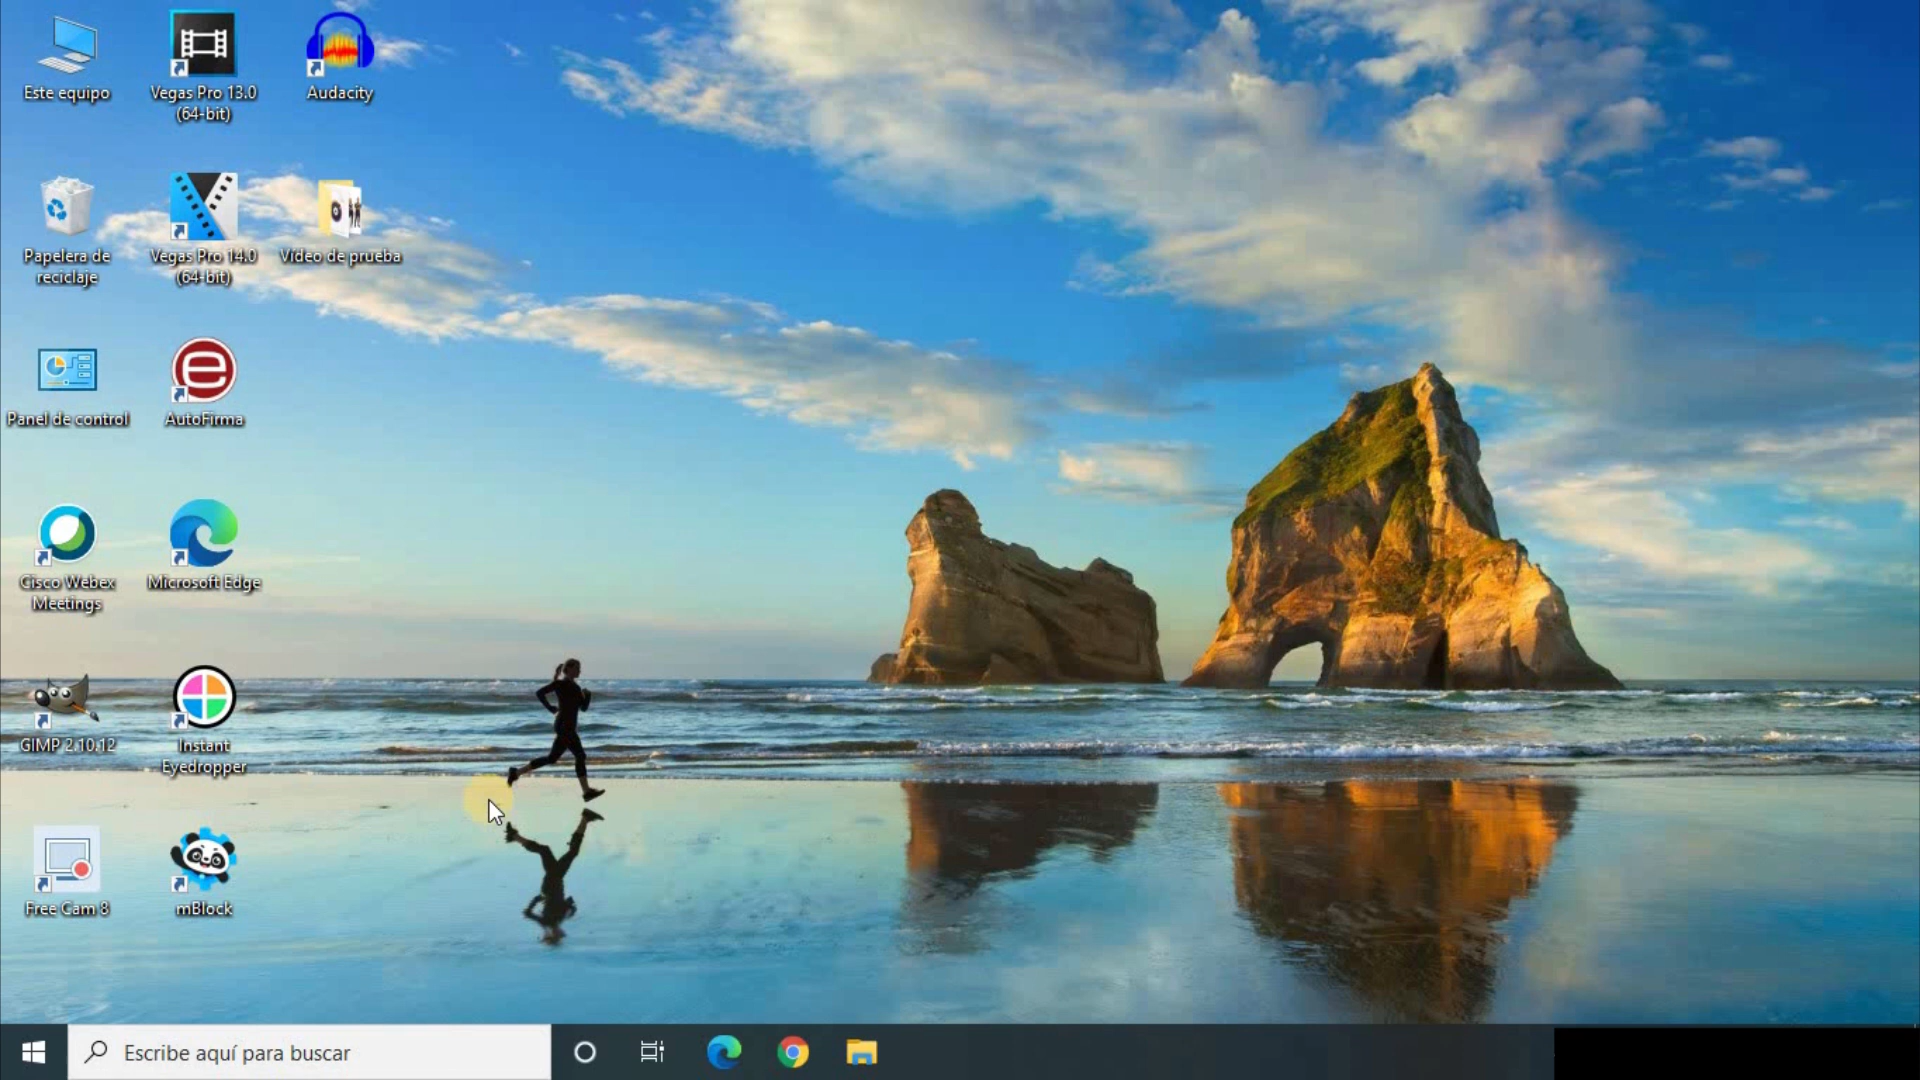 Este equipo
Vegas Pro 13.0
(64-bit)
Audacity
Papelera de
reciclaje
Vegas Pro 14.0
(64-bit)
Vídeo de prueba
Panel de control
AutoFirma
Cisco Webex
Meetings
Microsoft Edge
GIMP 2.10.12
Instant
Eyedropper
Free Cam 8
mBlock
Escribe aquí para buscar